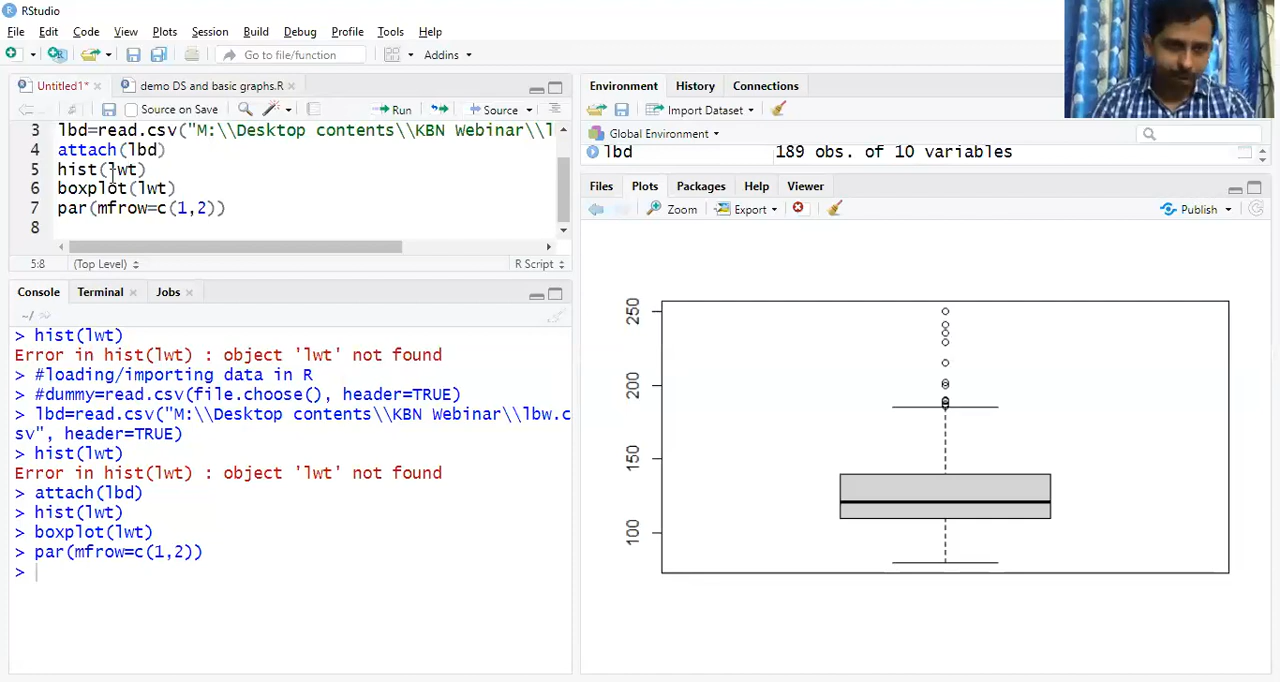 RStudio
File Edit Code View Plots Session Build Debug Profile Tools Help
Go to file/function Addins
Untitled1* demo DS and basic graphs.R
Source on Save Run Source
3 lbd=read.csv("M:\\Desktop contents\\KBN Webinar\\l
4 attach(lbd)
5 hist(lwt)
6 boxplot(lwt)
7 par(mfrow=c(1,2))
8
5:8 (Top Level) R Script
Console Terminal Jobs
~/
> hist(lwt)
Error in hist(lwt) : object 'lwt' not found
> #loading/importing data in R
> #dummy=read.csv(file.choose(), header=TRUE)
> lbd=read.csv("M:\\Desktop contents\\KBN Webinar\\lbw.c
sv", header=TRUE)
> hist(lwt)
Error in hist(lwt) : object 'lwt' not found
> attach(lbd)
> hist(lwt)
> boxplot(lwt)
> par(mfrow=c(1,2))
>
Environment History Connections
Import Dataset
Global Environment
lbd 189 obs. of 10 variables
Files Plots Packages Help Viewer
Zoom Export Publish
250
200
150
100